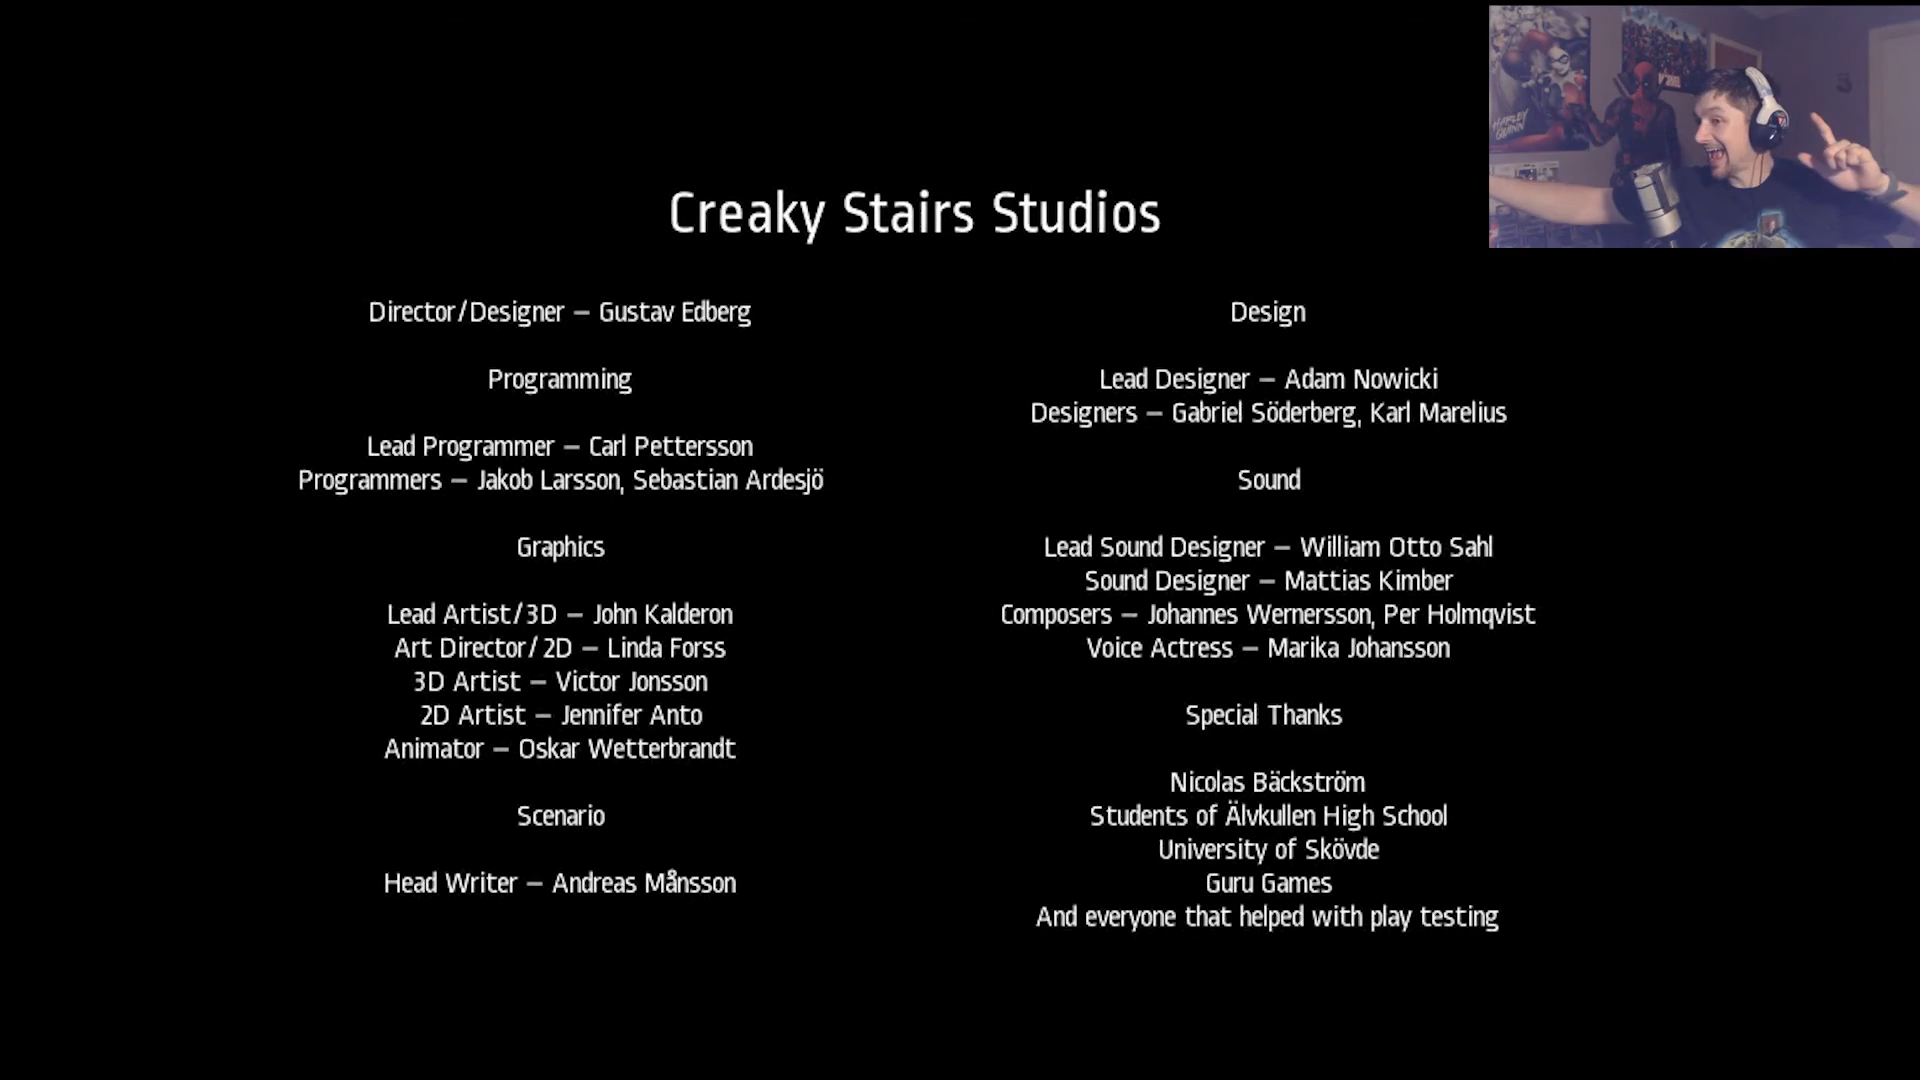 Creaky Stairs Studios
Director/Designer – Gustav Edberg
Programming
Lead Programmer – Carl Pettersson
Programmers – Jakob Larsson, Sebastian Ardesjö
Graphics
Lead Artist/3D – John Kalderon
Art Director/2D – Linda Forss
3D Artist – Victor Jonsson
2D Artist – Jennifer Anto
Animator – Oskar Wetterbrandt
Scenario
Head Writer – Andreas Månsson
Design
Lead Designer – Adam Nowicki
Designers – Gabriel Söderberg, Karl Marelius
Sound
Lead Sound Designer – William Otto Sahl
Sound Designer – Mattias Kimber
Composers – Johannes Wernersson, Per Holmqvist
Voice Actress – Marika Johansson
Special Thanks
Nicolas Bäckström
Students of Älvkullen High School
University of Skövde
Guru Games
And everyone that helped with play testing
HARLEY
QUINN